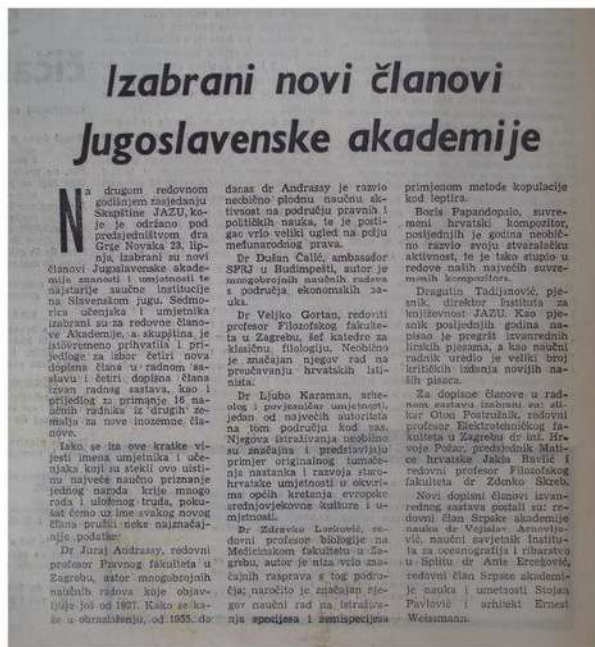 Izabrani novi članovi
Jugoslavenske akademije
Na drugom redovnom
godišnjem zasjedanju
Skupštine JAZU, ko-
je je održano pod
predsjedništvom dra
Grge Novaka 23. lip-
nja, izabrani su novi
članovi Jugoslavenske akade-
mije znanosti i umjetnosti te
najstarije naučne institucije
na Slavenskom jugu. Sedmo-
rica učenjaka i umjetnika
izabrani su za redovne člano-
ve Akademije, a skupština je
istovremeno prihvatila i pri-
jedloge za izbor četiri nova
dopisna člana u radnom sa-
stavu i četiri dopisna člana
izvan radnog sastava, kao i
prijedlog za primanje 16 na-
učnih radnika iz drugih ze-
malja za nove inozemne čla-
nove.
Iako se iza ove kratke vi-
jesti imena umjetnika i uče-
njaka koji su stekli ovo uisti-
nu najveće naučno priznanje
jednog naroda krije mnogo
rada i uloženog truda, poku-
šat ćemo uz ime svakog novog
člana pružiti neke najznačaj-
nije podatke.
Dr Juraj Andrassy, redovni
profesor Pravnog fakulteta u
Zagrebu, autor mnogobrojnih
naučnih radova koje objav-
ljuje još od 1927. Kako se ka-
že u obrazloženju, od 1955. do
danas dr Andrassy je razvio
neobično plodnu naučnu ak-
tivnost na području pravnih i
političkih nauka, te je posti-
gao vrlo veliki ugled na polju
međunarodnog prava.
Dr Dušan Čalić, ambasador
SFRJ u Budimpešti, autor je
mnogobrojnih naučnih radova
s područja ekonomskih na-
uka.
Dr Veljko Gortan, redovni
profesor Filozofskog fakulte-
ta u Zagrebu, šef katedre za
klasičnu filologiju. Neobično
je značajan njegov rad na
proučavanju hrvatskih lati-
nista.
Dr Ljubo Karaman, arheo-
log i povjesničar umjetnosti,
jedan od najvećih autoriteta
na tom području kod nas.
Njegova istraživanja neobično
su značajna i predstavljaju
primjer originalnog tumače-
nja nastanka i razvoja staro-
hrvatske umjetnosti u okviru
općih kretanja evropske
srednjovjekovne kulture i u-
mjetnosti.
Dr Zdravko Lorković, re-
dovni profesor biologije na
Medicinskom fakultetu u Za-
grebu, autor je niza vrlo zna-
čajnih rasprava s tog podru-
čja; naročito je značajan nje-
gov naučni rad na istraživa-
nju specijesa i semispecijesa
primjenom metode kopulacije
kod leptira.
Boris Papandopulo, suvre-
meni hrvatski kompozitor,
posljednjih je godina neobič-
no razvio svoju stvaralačku
aktivnost, te je tako stupio u
redove naših najvećih suvre-
menih kompozitora.
Dragutin Tadijanović, pje-
snik, direktor Instituta za
književnost JAZU. Kao pje-
snik posljednjih godina na-
pisao je pregršt izvanrednih
lirskih pjesama, a kao naučni
radnik uredio je veliki broj
kritičkih izdanja novijih na-
ših pisaca.
Za dopisne članove u rad-
nom sastavu izabrani su: sli-
kar Oton Postružnik, redovni
profesor Elektrotehničkog fa-
kulteta u Zagrebu dr inž. Hr-
voje Požar, predsjednik Mati-
ce hrvatske Jakša Ravlić i
redovni profesor Filozofskog
fakulteta dr Zdenko Škreb.
Novi dopisni članovi izvan-
rednog sastava postali su: re-
dovni član Srpske akademije
nauka dr Vojislav Arnovlje-
vić, naučni savjetnik Institu-
ta za oceanografiju i ribarstvo
u Splitu dr Ante Ercegović,
redovni član Srpske akademi-
je nauka i umetnosti Stojan
Pavlović i arhitekt Ernest
Weissmann.